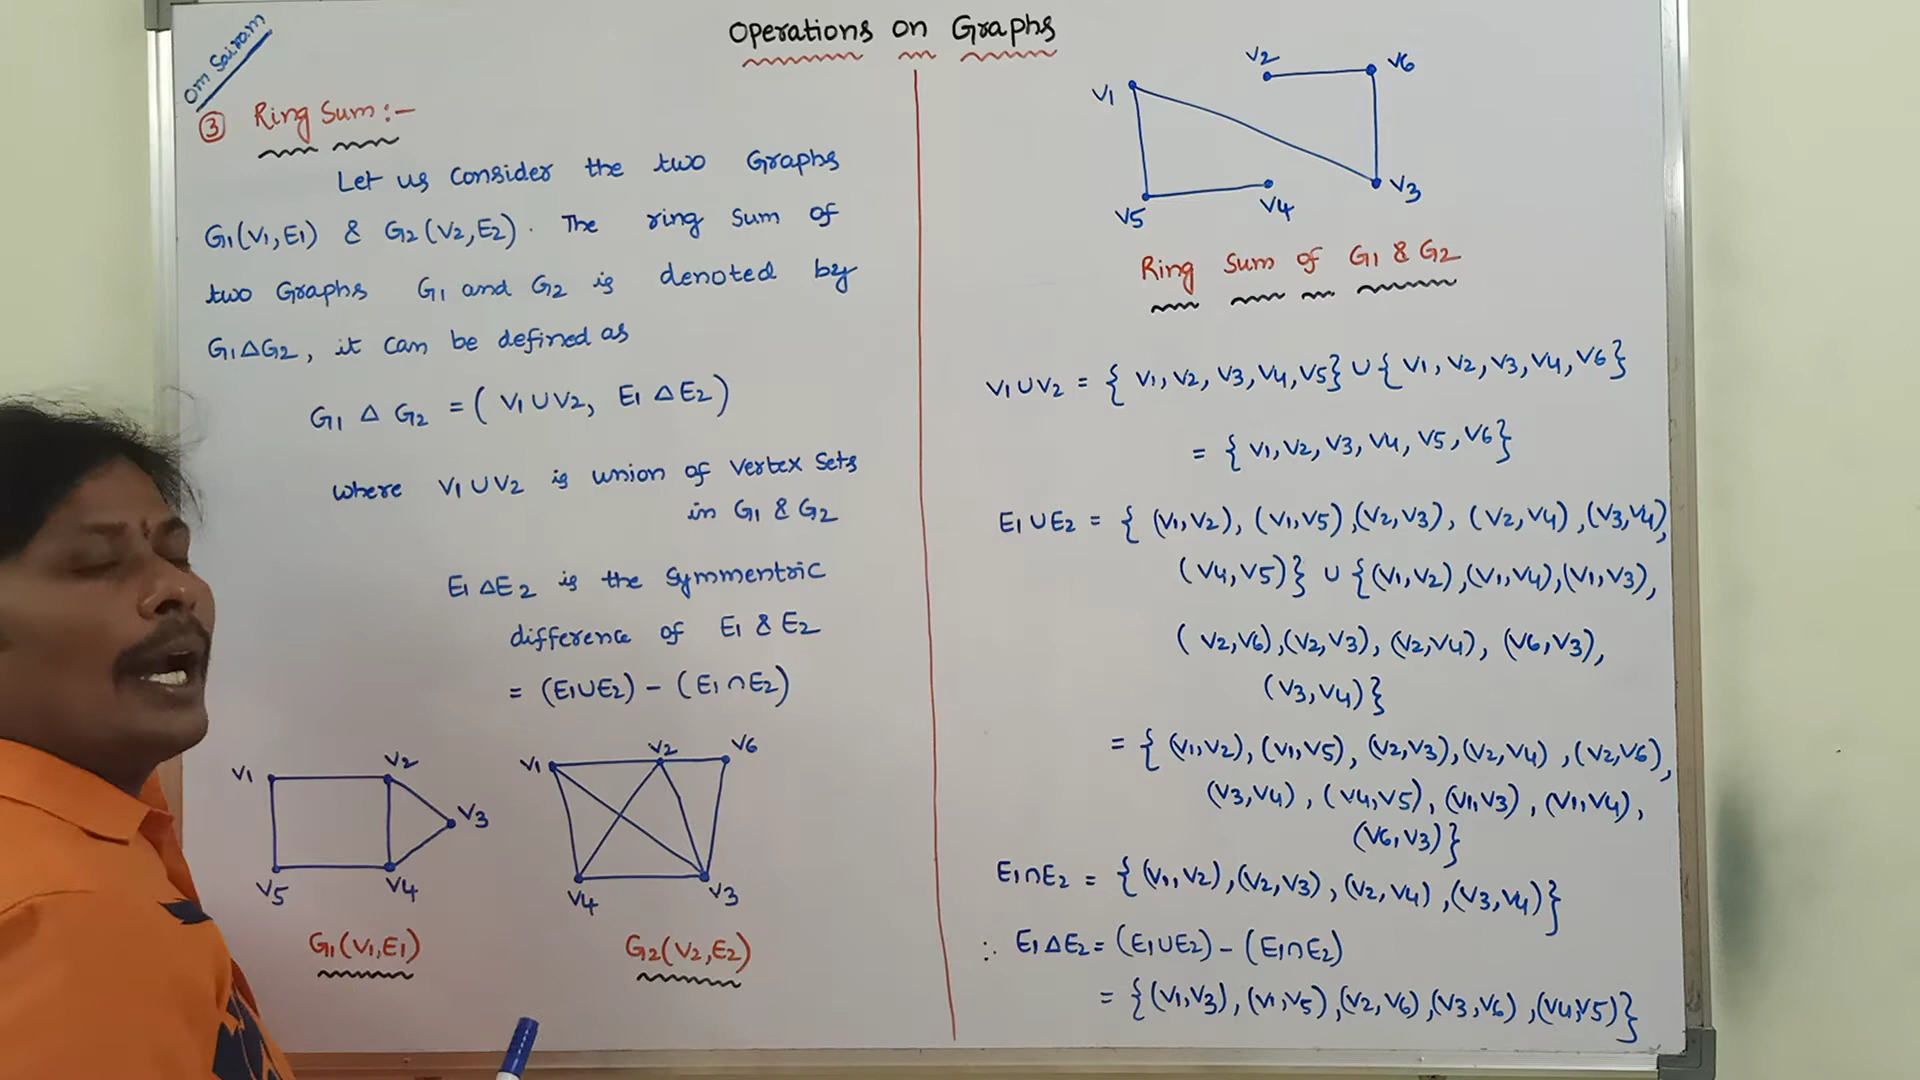 Operations on Graphs
Om Sairam
③ Ring Sum:-
Let us consider the two Graphs
G1(V1,E1) & G2(V2,E2). The ring sum of
two Graphs G1 and G2 is denoted by
G1ΔG2, it can be defined as
G1 Δ G2 = ( V1∪V2, E1 Δ E2)
where V1∪V2 is union of vertex sets
in G1 & G2
E1ΔE2 is the symmentric
difference of E1 & E2
= (E1∪E2) - (E1∩E2)
V1
V2
V3
V5
V4
G1(V1,E1)
V1
V2
V6
V4
V3
G2(V2,E2)
V1
V2
V6
V5
V4
V3
Ring Sum of G1 & G2
V1∪V2 = { V1, V2, V3, V4, V5} ∪ { V1, V2, V3, V4, V6}
= { V1, V2, V3, V4, V5, V6}
E1∪E2 = { (V1,V2), (V1,V5), (V2,V3), (V2,V4), (V3,V4),
(V4,V5)} ∪ {(V1,V2), (V1,V4), (V1,V3),
(V2,V6), (V2,V3), (V2,V4), (V6,V3),
(V3,V4)}
= { (V1,V2), (V1,V5), (V2,V3), (V2,V4), (V2,V6),
(V3,V4), (V4,V5), (V1,V3), (V1,V4),
(V6,V3)}
E1∩E2 = { (V1,V2), (V2,V3), (V2,V4), (V3,V4)}
∴ E1ΔE2 = (E1∪E2) - (E1∩E2)
= {(V1,V3), (V1,V5), (V2,V6), (V3,V6), (V4,V5)}